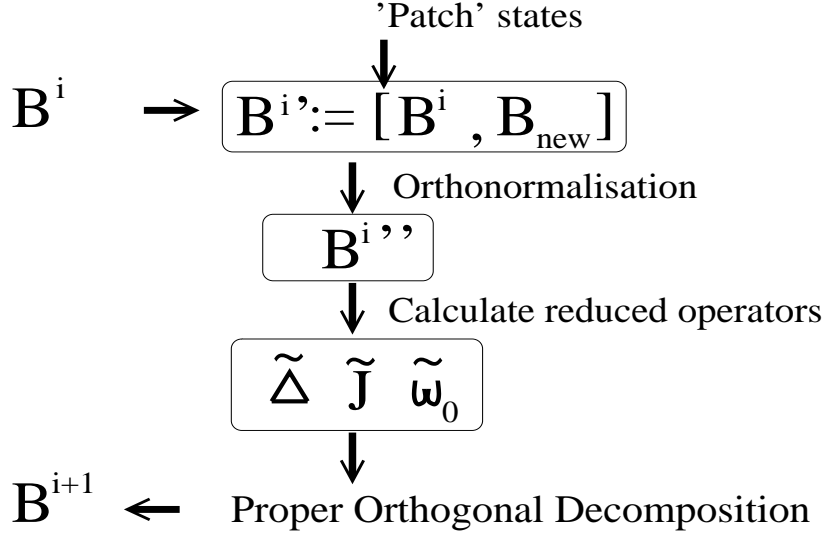 'Patch' states
B^i → B^i' := [ B^i , B_new ]
Orthonormalisation
B^i''
Calculate reduced operators
Δ̃ J̃ ω̃_0
B^{i+1} ← Proper Orthogonal Decomposition